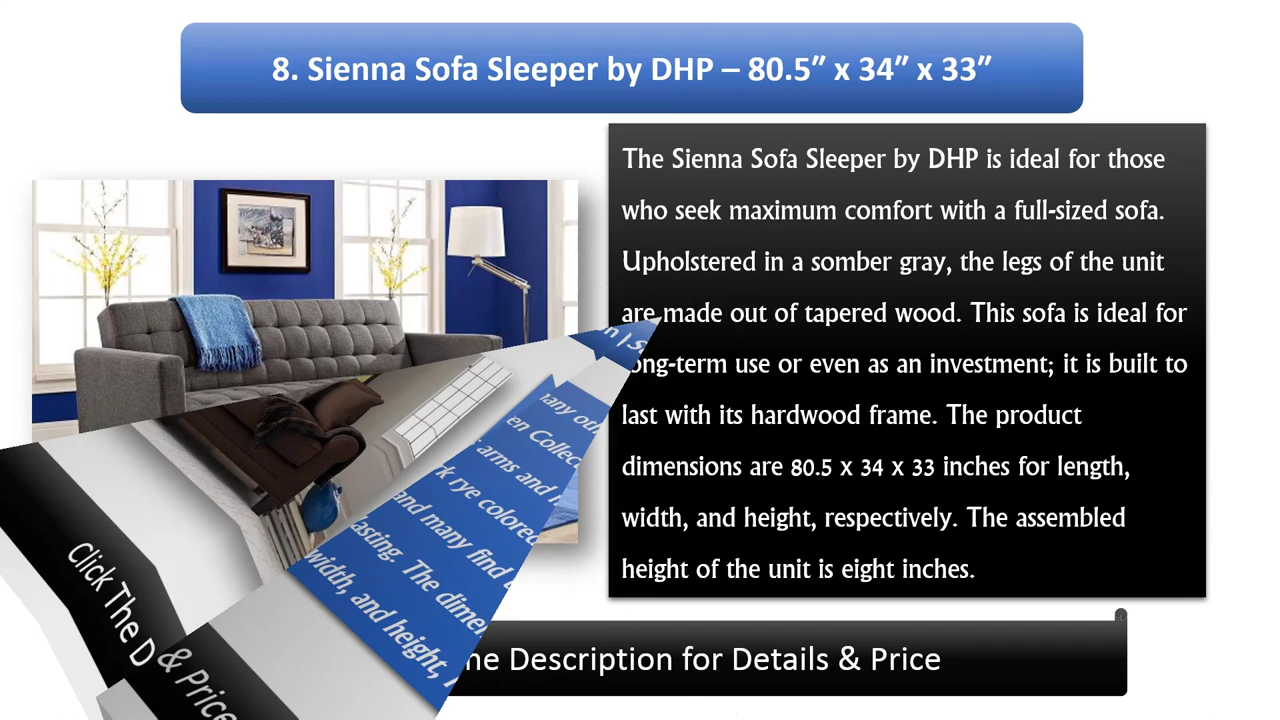 8. Sienna Sofa Sleeper by DHP – 80.5″ x 34″ x 33″
The Sienna Sofa Sleeper by DHP is ideal for those
who seek maximum comfort with a full-sized sofa.
Upholstered in a somber gray, the legs of the unit
are made out of tapered wood. This sofa is ideal for
ong-term use or even as an investment; it is built to
last with its hardwood frame. The product
dimensions are 80.5 x 34 x 33 inches for length,
width, and height, respectively. The assembled
height of the unit is eight inches.
many oth
en Collec
arms and
rk rye colored
and many find
lasting. The dimen
width, and height,
Click The D
& Price
Description for Details & Price